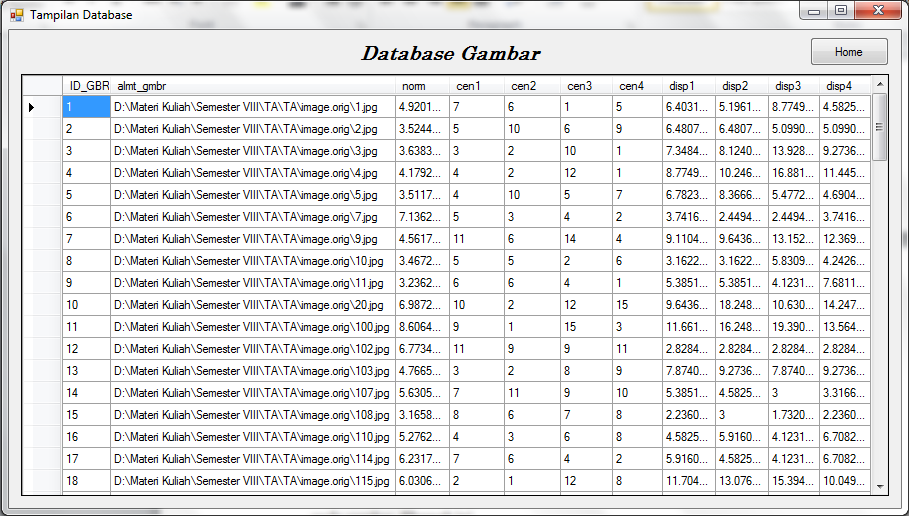 Tampilan Database
Database Gambar
Home
ID_GBR almt_gmbr nom cen1 cen2 cen3 cen4 disp1 disp2 disp3 disp4
1 D:\Materi Kuliah\Semester VIII\TA\TA\image.orig\1.jpg 4.9201... 7 6 1 5 6.4031... 5.1961... 8.7749... 4.5825...
2 D:\Materi Kuliah\Semester VIII\TA\TA\image.orig\2.jpg 3.5244... 5 10 6 9 6.4807... 6.4807... 5.0990... 5.0990...
3 D:\Materi Kuliah\Semester VIII\TA\TA\image.orig\3.jpg 3.6383... 3 2 10 1 7.3484... 8.1240... 13.928... 9.2736...
4 D:\Materi Kuliah\Semester VIII\TA\TA\image.orig\4.jpg 4.1792... 4 2 12 1 8.7749... 10.246... 16.881... 11.445...
5 D:\Materi Kuliah\Semester VIII\TA\TA\image.orig\5.jpg 3.5117... 4 10 5 7 6.7823... 8.3666... 5.4772... 4.6904...
6 D:\Materi Kuliah\Semester VIII\TA\TA\image.orig\7.jpg 7.1362... 5 3 4 2 3.7416... 2.4494... 2.4494... 3.7416...
7 D:\Materi Kuliah\Semester VIII\TA\TA\image.orig\9.jpg 4.5617... 11 6 14 4 9.1104... 9.6436... 13.152... 12.369...
8 D:\Materi Kuliah\Semester VIII\TA\TA\image.orig\10.jpg 3.4672... 5 5 2 6 3.1622... 3.1622... 5.8309... 4.2426...
9 D:\Materi Kuliah\Semester VIII\TA\TA\image.orig\11.jpg 3.2362... 6 6 4 1 5.3851... 5.3851... 4.1231... 7.6811...
10 D:\Materi Kuliah\Semester VIII\TA\TA\image.orig\20.jpg 6.9872... 10 2 12 15 9.6436... 18.248... 10.630... 14.247...
11 D:\Materi Kuliah\Semester VIII\TA\TA\image.orig\100.jpg 8.6064... 9 1 15 3 11.661... 16.248... 19.390... 13.564...
12 D:\Materi Kuliah\Semester VIII\TA\TA\image.orig\102.jpg 6.7734... 11 9 9 11 2.8284... 2.8284... 2.8284... 2.8284...
13 D:\Materi Kuliah\Semester VIII\TA\TA\image.orig\103.jpg 4.7665... 3 2 8 9 7.8740... 9.2736... 7.8740... 9.2736...
14 D:\Materi Kuliah\Semester VIII\TA\TA\image.orig\107.jpg 5.6305... 7 11 9 10 5.3851... 4.5825... 3 3.3166...
15 D:\Materi Kuliah\Semester VIII\TA\TA\image.orig\108.jpg 3.1658... 8 6 7 8 2.2360... 3 1.7320... 2.2360...
16 D:\Materi Kuliah\Semester VIII\TA\TA\image.orig\110.jpg 5.2762... 4 3 6 8 4.5825... 5.9160... 4.1231... 6.7082...
17 D:\Materi Kuliah\Semester VIII\TA\TA\image.orig\114.jpg 6.2317... 7 6 4 2 5.9160... 4.5825... 4.1231... 6.7082...
18 D:\Materi Kuliah\Semester VIII\TA\TA\image.orig\115.jpg 6.0306... 2 1 12 8 11.704... 13.076... 15.394... 10.049...